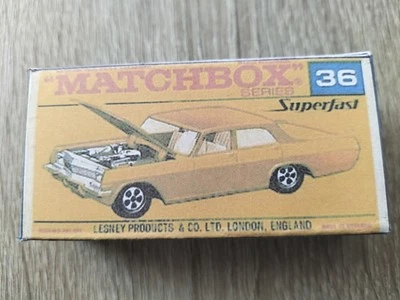 "MATCHBOX"
SERIES
36
Superfast
LESNEY PRODUCTS & CO. LTD. LONDON, ENGLAND